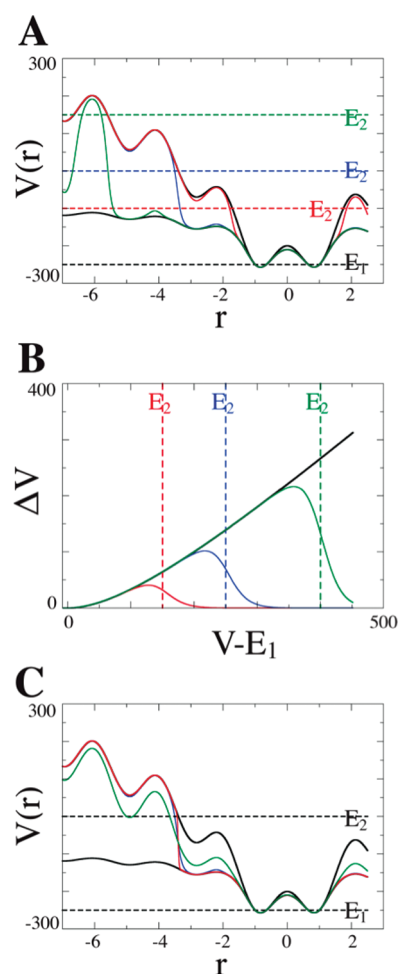 A
300
V(r)
E₂
E₂
E₂
E₁
-300
-6 -4 -2 0 2
r
B
400
E₂ E₂ E₂
ΔV
0
0 500
V-E₁
C
300
V(r)
E₂
E₁
-300
-6 -4 -2 0 2
r